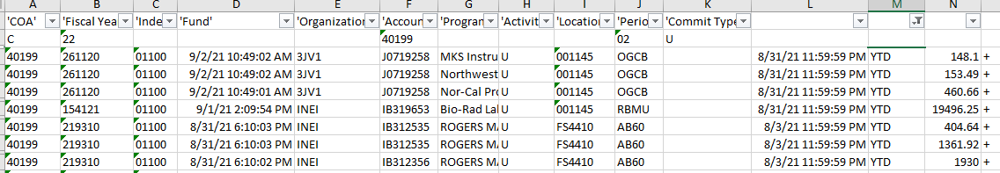 A B C D E F G H I J K L M N
'COA' 'Fiscal Yea 'Inde 'Fund' 'Organization 'Accoun 'Program 'Activit 'Location 'Perio 'Commit Type
C 22 40199 02 U
40199 261120 01100 9/2/21 10:49:02 AM 3JV1 J0719258 MKS Instru U 001145 OGCB 8/31/21 11:59:59 PM YTD 148.1 +
40199 261120 01100 9/2/21 10:49:02 AM 3JV1 J0719258 Northwest U 001145 OGCB 8/31/21 11:59:59 PM YTD 153.49 +
40199 261120 01100 9/2/21 10:49:01 AM 3JV1 J0719258 Nor-Cal Pro U 001145 OGCB 8/31/21 11:59:59 PM YTD 460.66 +
40199 154121 01100 9/1/21 2:09:54 PM INEI IB319653 Bio-Rad Lab U 001145 RBMU 8/31/21 11:59:59 PM YTD 19496.25 +
40199 219310 01100 8/31/21 6:10:03 PM INEI IB312535 ROGERS MA U FS4410 AB60 8/3/21 11:59:59 PM YTD 404.64 +
40199 219310 01100 8/31/21 6:10:03 PM INEI IB312535 ROGERS MA U FS4410 AB60 8/3/21 11:59:59 PM YTD 1361.92 +
40199 219310 01100 8/31/21 6:10:02 PM INEI IB312356 ROGERS MA U FS4410 AB60 8/3/21 11:59:59 PM YTD 1930 +